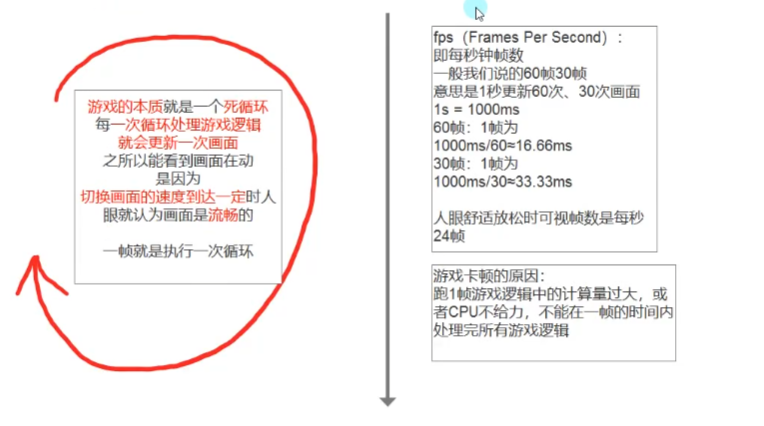 游戏的本质就是一个死循环
每一次循环处理游戏逻辑
就会更新一次画面
之所以能看到画面在动
是因为
切换画面的速度到达一定时人
眼就认为画面是流畅的
一帧就是执行一次循环
fps（Frames Per Second）：
即每秒钟帧数
一般我们说的60帧30帧
意思是1秒更新60次、30次画面
1s = 1000ms
60帧：1帧为
1000ms/60≈16.66ms
30帧：1帧为
1000ms/30≈33.33ms
人眼舒适放松时可视帧数是每秒
24帧
游戏卡顿的原因：
跑1帧游戏逻辑中的计算量过大，或
者CPU不给力，不能在一帧的时间内
处理完所有游戏逻辑